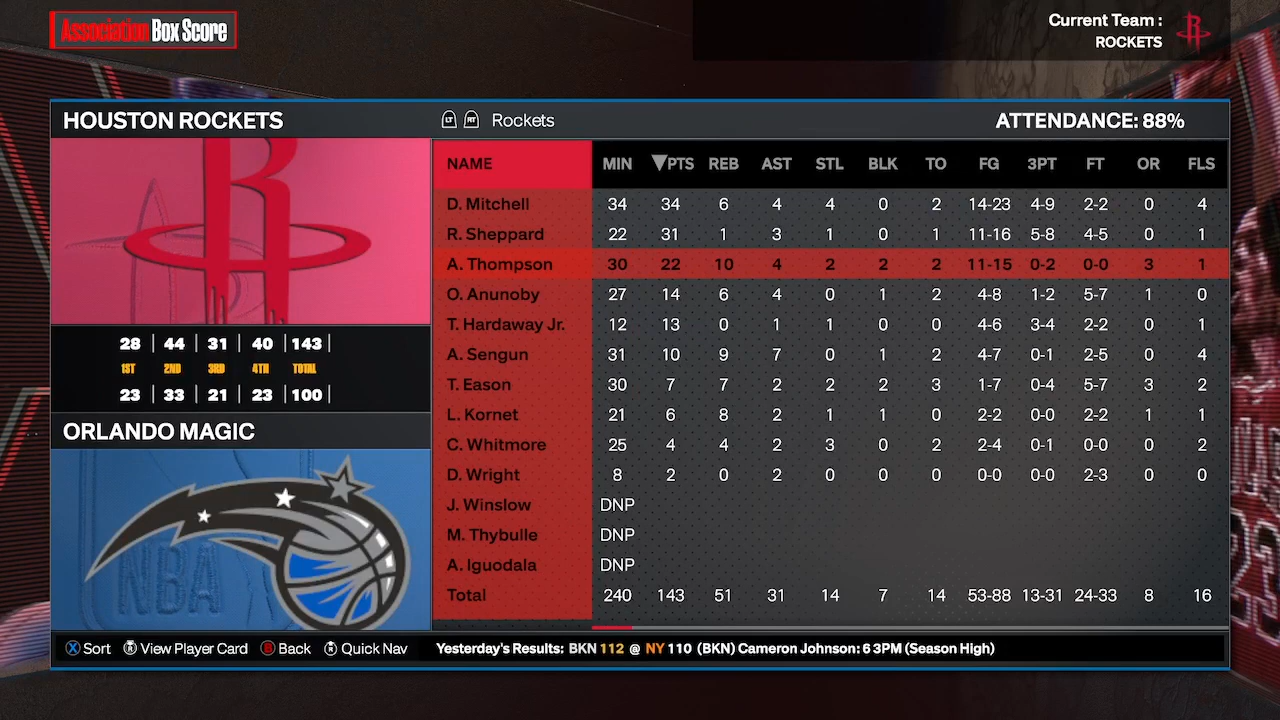 Association Box Score
Current Team :
ROCKETS
HOUSTON ROCKETS
LT RT Rockets
ATTENDANCE: 88%
28 44 31 40 143
1ST 2ND 3RD 4TH TOTAL
23 33 21 23 100
ORLANDO MAGIC
NBA
NAME MIN PTS REB AST STL BLK TO FG 3PT FT OR FLS
D. Mitchell 34 34 6 4 4 0 2 14-23 4-9 2-2 0 4
R. Sheppard 22 31 1 3 1 0 1 11-16 5-8 4-5 0 1
A. Thompson 30 22 10 4 2 2 2 11-15 0-2 0-0 3 1
O. Anunoby 27 14 6 4 0 1 2 4-8 1-2 5-7 1 0
T. Hardaway Jr. 12 13 0 1 1 0 0 4-6 3-4 2-2 0 1
A. Sengun 31 10 9 7 0 1 2 4-7 0-1 2-5 0 4
T. Eason 30 7 7 2 2 2 3 1-7 0-4 5-7 3 2
L. Kornet 21 6 8 2 1 1 0 2-2 0-0 2-2 1 1
C. Whitmore 25 4 4 2 3 0 2 2-4 0-1 0-0 0 2
D. Wright 8 2 0 2 0 0 0 0-0 0-0 2-3 0 0
J. Winslow DNP
M. Thybulle DNP
A. Iguodala DNP
Total 240 143 51 31 14 7 14 53-88 13-31 24-33 8 16
X Sort R View Player Card B Back R Quick Nav
Yesterday's Results: BKN 112 @ NY 110 (BKN) Cameron Johnson: 6 3PM (Season High)